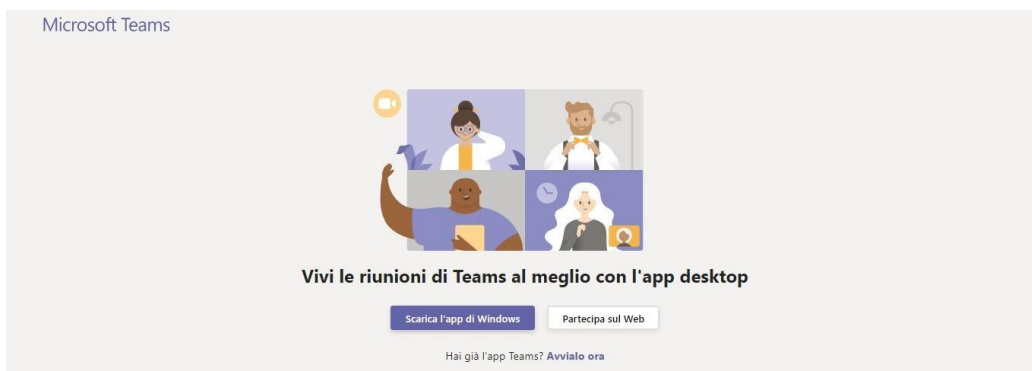 Microsoft Teams
Vivi le riunioni di Teams al meglio con l'app desktop
Scarica l'app di Windows
Partecipa sul Web
Hai già l'app Teams? Avvialo ora